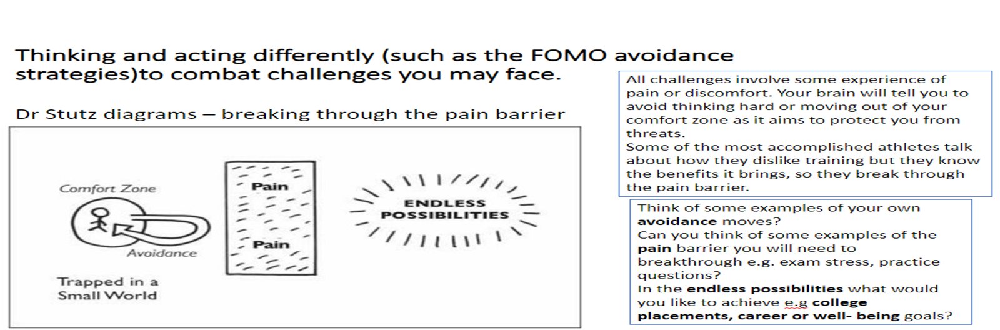 Thinking and acting differently (such as the FOMO avoidance
strategies)to combat challenges you may face.
Dr Stutz diagrams – breaking through the pain barrier
Comfort Zone
Avoidance
Trapped in a
Small World
Pain
Pain
ENDLESS
POSSIBILITIES
All challenges involve some experience of
pain or discomfort. Your brain will tell you to
avoid thinking hard or moving out of your
comfort zone as it aims to protect you from
threats.
Some of the most accomplished athletes talk
about how they dislike training but they know
the benefits it brings, so they break through
the pain barrier.
Think of some examples of your own
avoidance moves?
Can you think of some examples of the
pain barrier you will need to
breakthrough e.g. exam stress, practice
questions?
In the endless possibilities what would
you like to achieve e.g college
placements, career or well- being goals?